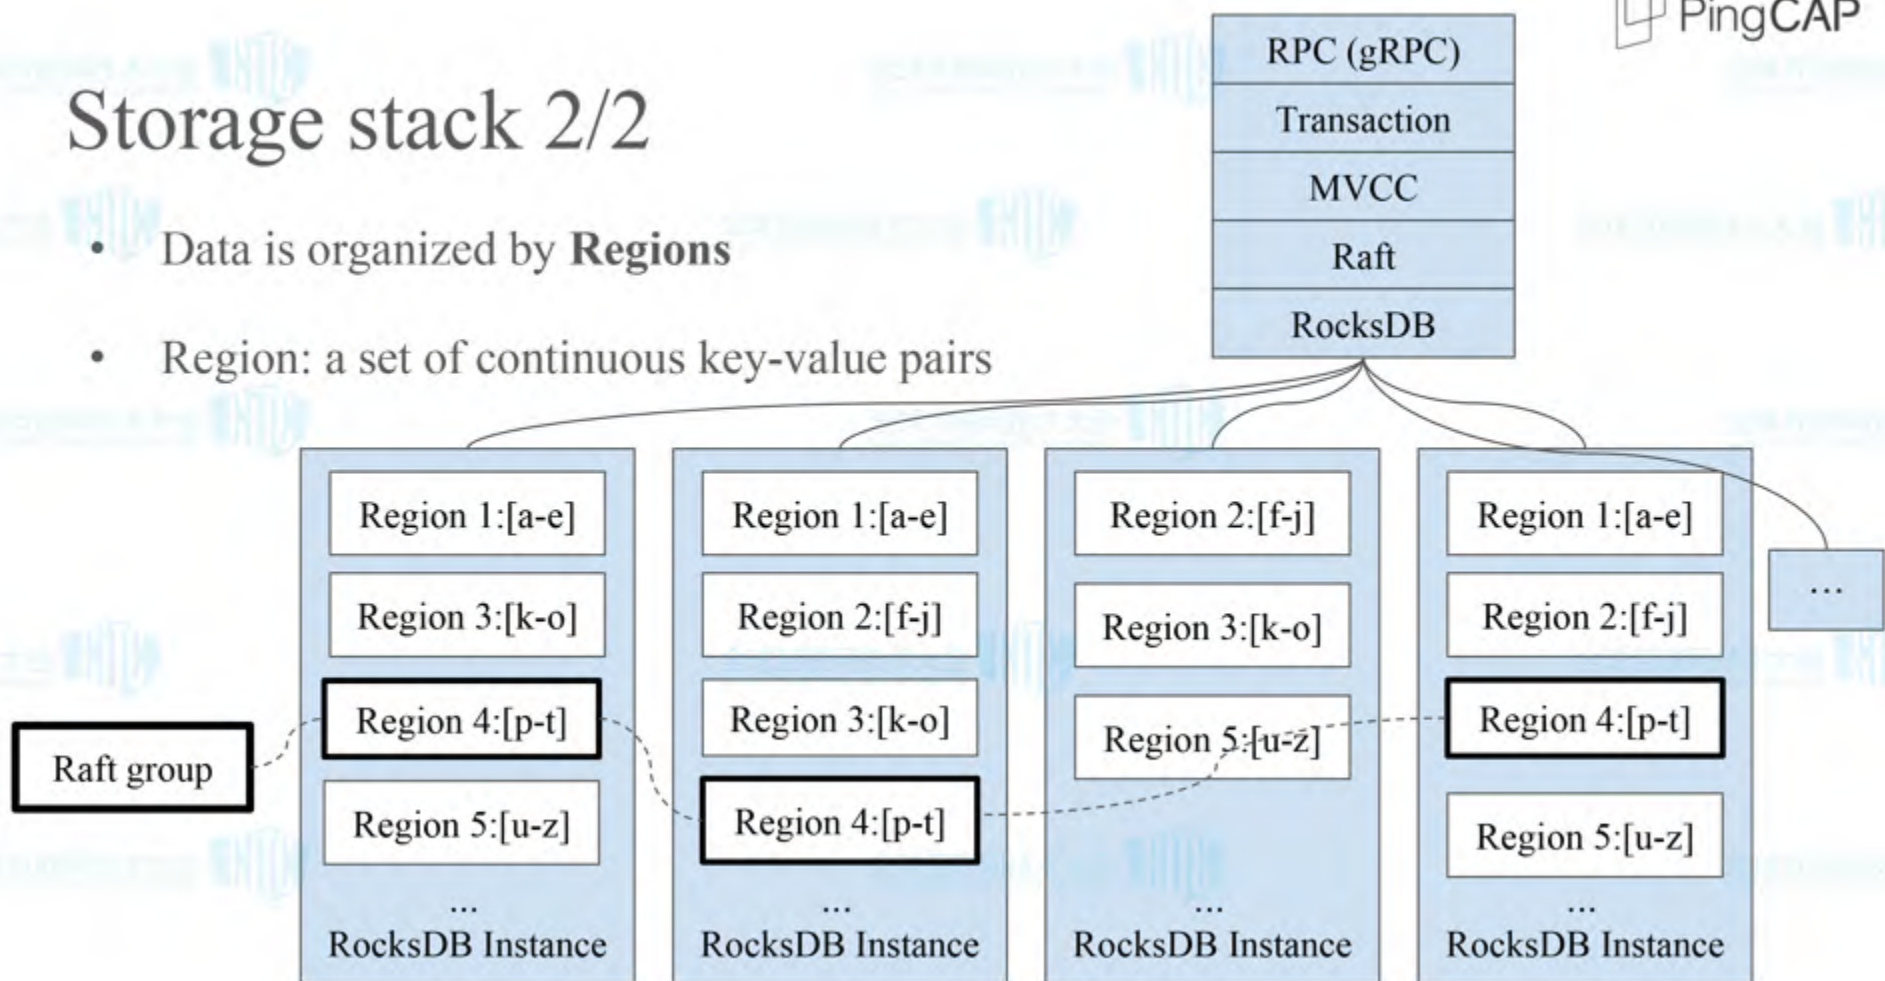 PingCAP
Storage stack 2/2
• Data is organized by Regions
• Region: a set of continuous key-value pairs
RPC (gRPC)
Transaction
MVCC
Raft
RocksDB
Raft group
Region 1:[a-e]
Region 3:[k-o]
Region 4:[p-t]
Region 5:[u-z]
...
RocksDB Instance
Region 1:[a-e]
Region 2:[f-j]
Region 3:[k-o]
Region 4:[p-t]
...
RocksDB Instance
Region 2:[f-j]
Region 3:[k-o]
Region 5:[u-z]
...
RocksDB Instance
Region 1:[a-e]
Region 2:[f-j]
Region 4:[p-t]
Region 5:[u-z]
...
RocksDB Instance
...